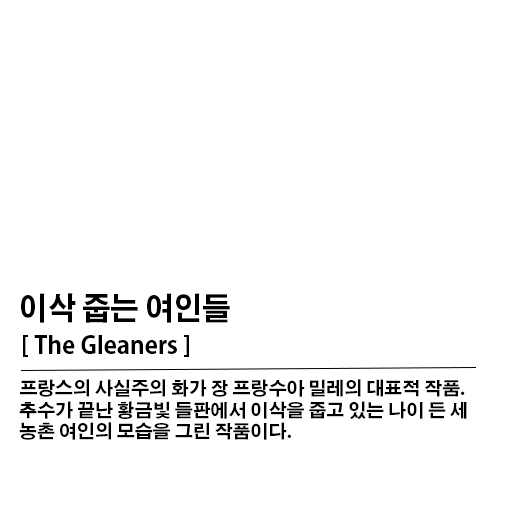 이삭 줍는 여인들
[ The Gleaners ]
프랑스의 사실주의 화가 장 프랑수아 밀레의 대표적 작품.
추수가 끝난 황금빛 들판에서 이삭을 줍고 있는 나이 든 세
농촌 여인의 모습을 그린 작품이다.